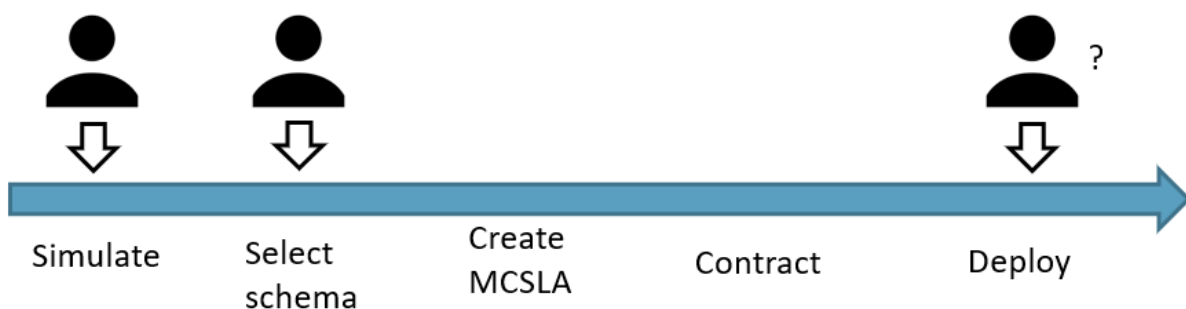 ?
Simulate
Select
schema
Create
MCSLA
Contract
Deploy